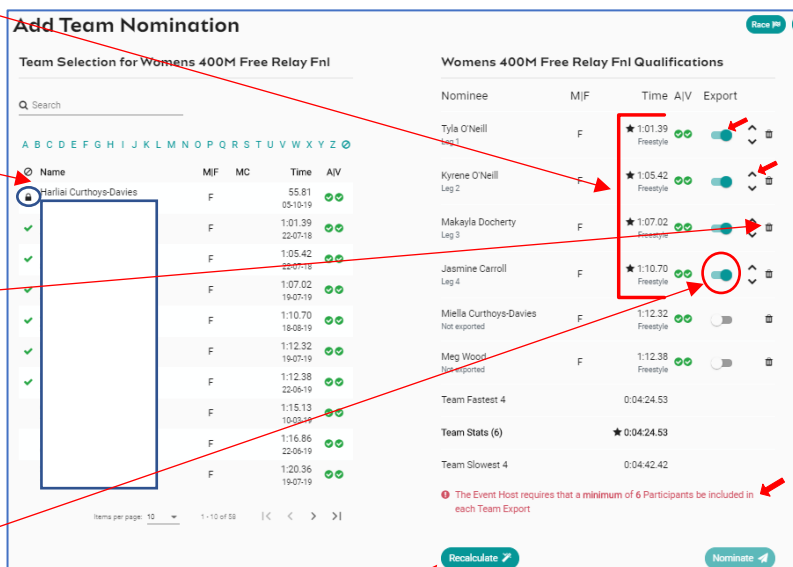 Add Team Nomination
Race
Team Selection for Womens 400M Free Relay Fnl
Search
A B C D E F G H I J K L M N O P Q R S T U V W X Y Z
Name M|F MC Time A|V
Harliai Curthoys-Davies F 55.81
05-10-19
F 1:01.39
22-07-18
F 1:05.42
22-07-18
F 1:07.02
19-07-19
F 1:10.70
18-08-19
F 1:12.32
19-07-19
F 1:12.38
22-06-19
F 1:15.13
10-03-19
F 1:16.86
22-06-19
F 1:20.36
19-07-19
Items per page: 10 1 - 10 of 58 |< < > >|
Womens 400M Free Relay Fnl Qualifications
Nominee M|F Time A|V Export
Tyla O'Neill F ★ 1:01.39
Leg 1 Freestyle
Kyrene O'Neill F ★ 1:05.42
Leg 2 Freestyle
Makayla Docherty F ★ 1:07.02
Leg 3 Freestyle
Jasmine Carroll F ★ 1:10.70
Leg 4 Freestyle
Miella Curthoys-Davies F 1:12.32
Not exported Freestyle
Meg Wood F 1:12.38
Not exported Freestyle
Team Fastest 4 0:04:24.53
Team Stats (6) ★ 0:04:24.53
Team Slowest 4 0:04:42.42
The Event Host requires that a minimum of 6 Participants be included in
each Team Export
Recalculate Nominate